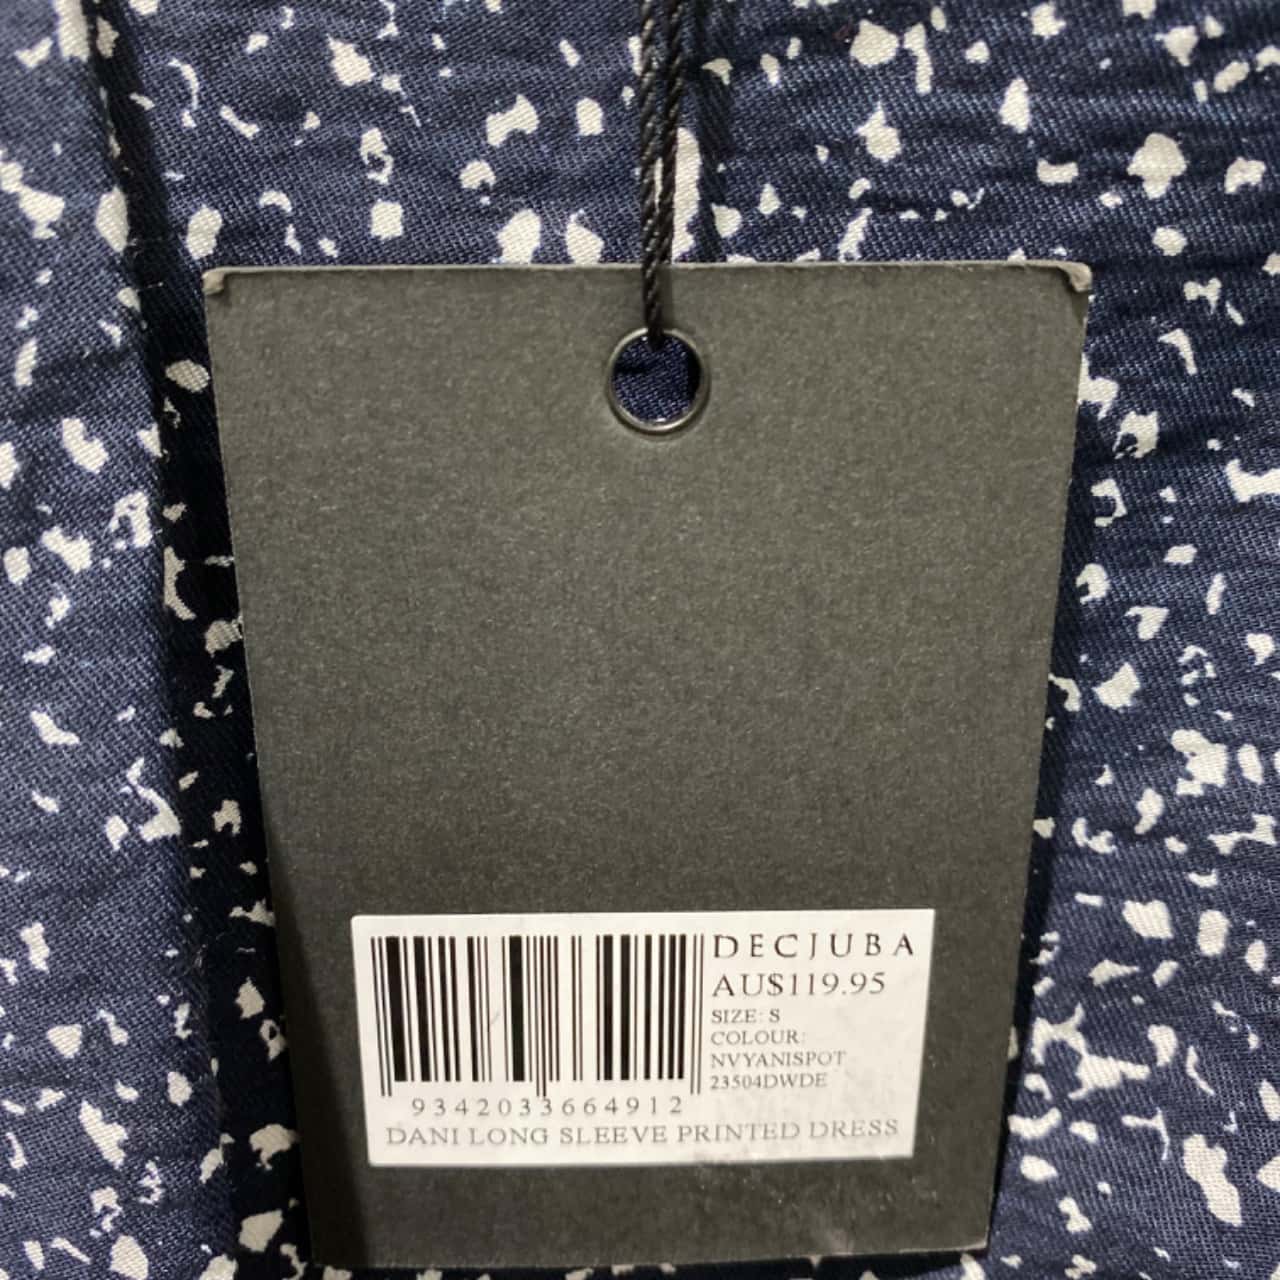 DECJUBA
AU$119.95
SIZE: S
COLOUR:
NVYANISPOT
23504DWDE
9342033664912
DANI LONG SLEEVE PRINTED DRESS